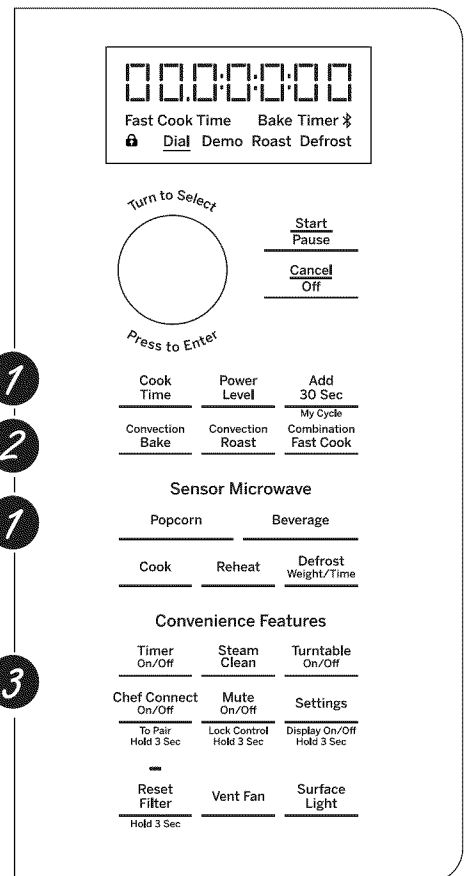 00.0:0:00
Fast Cook Time Bake Timer
Dial Demo Roast Defrost
Turn to Select
Start
Pause
Cancel
Off
Press to Enter
1
Cook Time
Power Level
Add 30 Sec
My Cycle
2
Convection Bake
Convection Roast
Combination Fast Cook
Sensor Microwave
1
Popcorn Beverage
Cook Reheat Defrost Weight/Time
Convenience Features
Timer On/Off
Steam Clean
Turntable On/Off
3
Chef Connect On/Off
Mute On/Off
Settings
To Pair Hold 3 Sec
Lock Control Hold 3 Sec
Display On/Off Hold 3 Sec
Reset Filter
Vent Fan
Surface Light
Hold 3 Sec